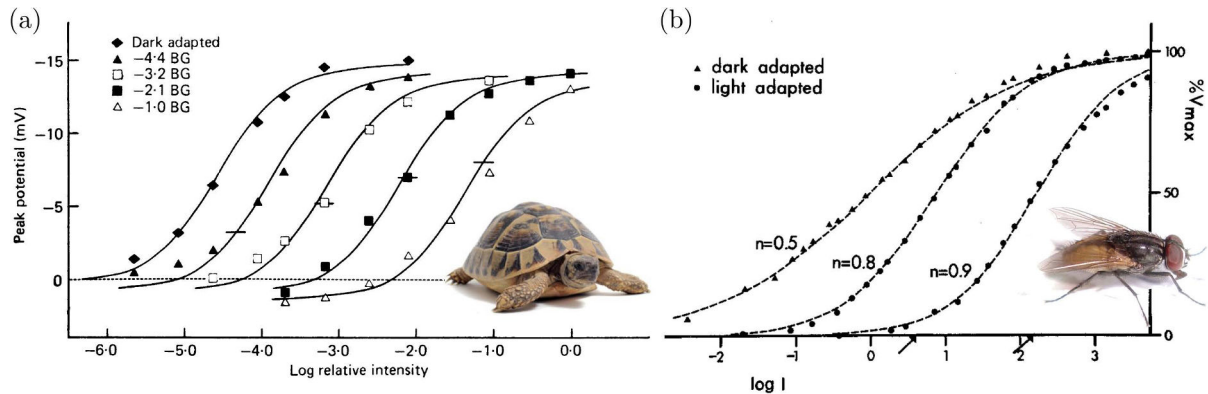 (a)
Dark adapted
−4·4 BG
−3·2 BG
−2·1 BG
−1·0 BG
Peak potential (mV)
−15
−10
−5
0
−6·0 −5·0 −4·0 −3·0 −2·0 −1·0 0·0
Log relative intensity
(b)
dark adapted
light adapted
n=0.5
n=0.8
n=0.9
100
50
0
%Vmax
−2 −1 0 1 2 3
log I